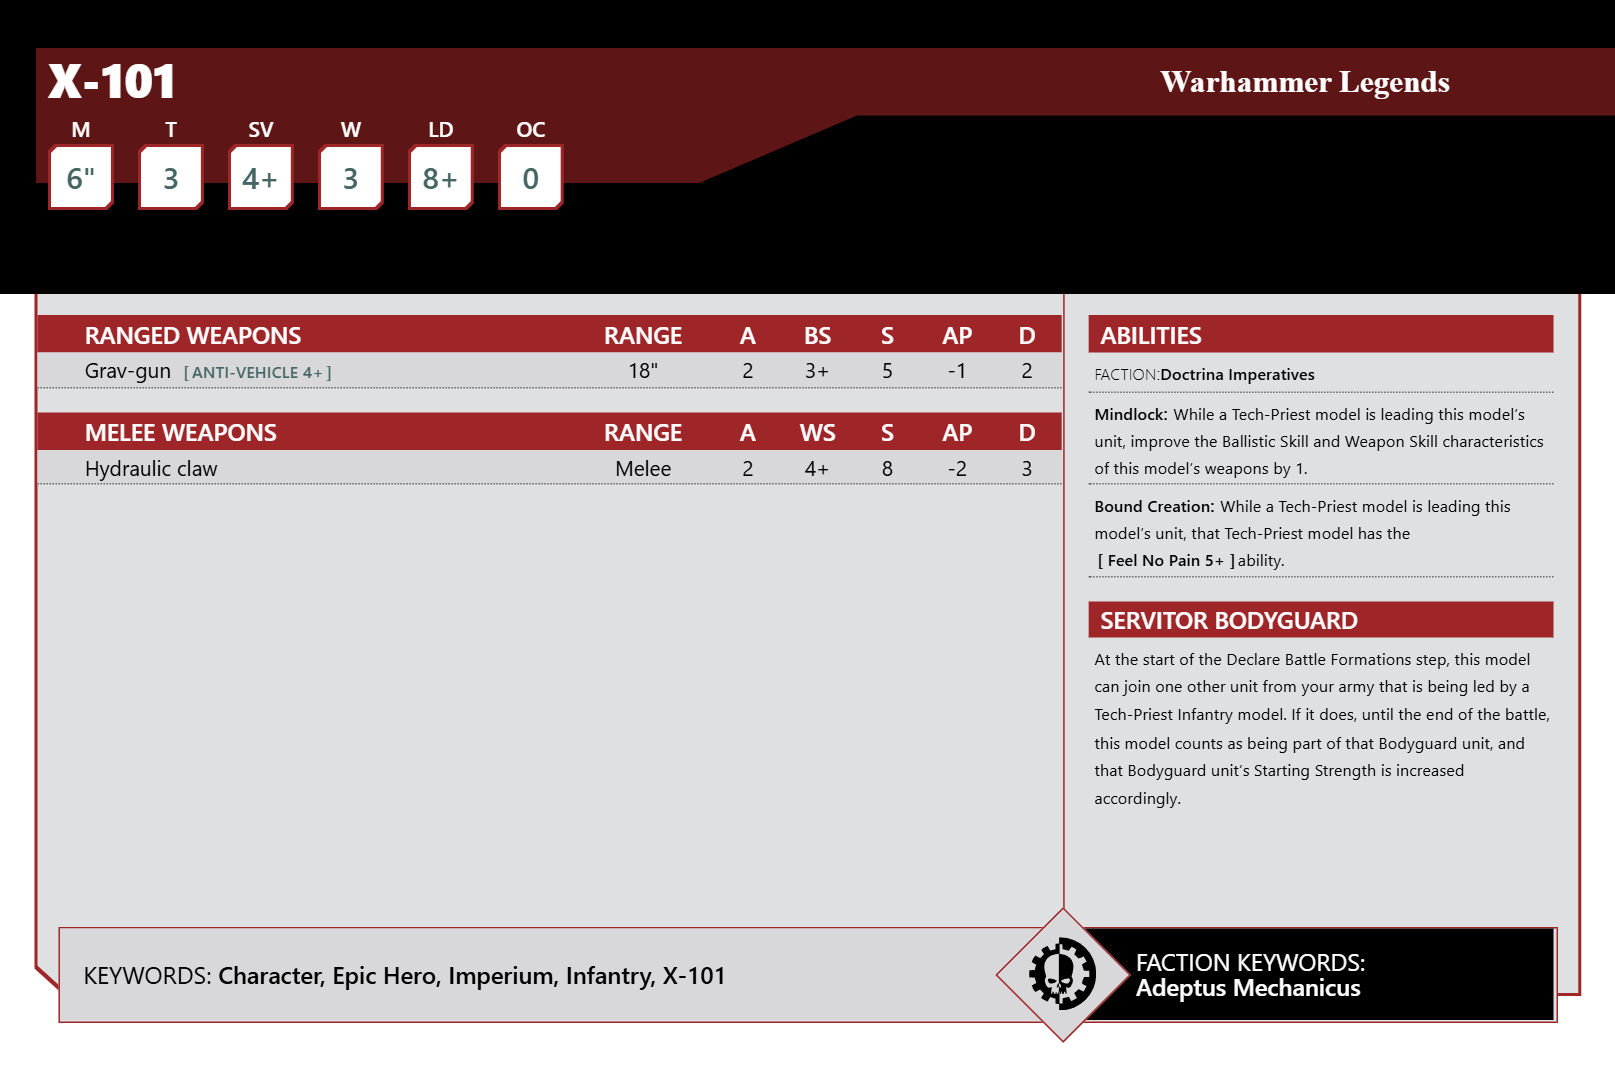 X-101
Warhammer Legends
M T SV W LD OC
6" 3 4+ 3 8+ 0
RANGED WEAPONS RANGE A BS S AP D
Grav-gun [ ANTI-VEHICLE 4+ ] 18" 2 3+ 5 -1 2
MELEE WEAPONS RANGE A WS S AP D
Hydraulic claw Melee 2 4+ 8 -2 3
ABILITIES
FACTION:Doctrina Imperatives
Mindlock: While a Tech-Priest model is leading this model’s
unit, improve the Ballistic Skill and Weapon Skill characteristics
of this model’s weapons by 1.
Bound Creation: While a Tech-Priest model is leading this
model’s unit, that Tech-Priest model has the
[ Feel No Pain 5+ ] ability.
SERVITOR BODYGUARD
At the start of the Declare Battle Formations step, this model
can join one other unit from your army that is being led by a
Tech-Priest Infantry model. If it does, until the end of the battle,
this model counts as being part of that Bodyguard unit, and
that Bodyguard unit’s Starting Strength is increased
accordingly.
KEYWORDS: Character, Epic Hero, Imperium, Infantry, X-101
FACTION KEYWORDS:
Adeptus Mechanicus